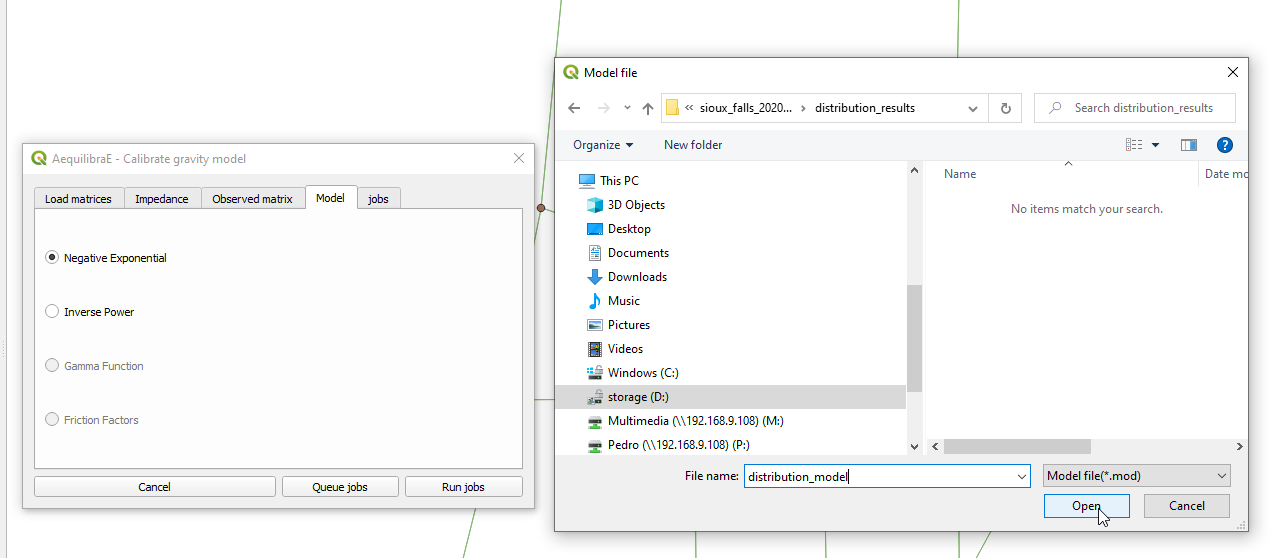 AequilibraE - Calibrate gravity model
Load matrices Impedance Observed matrix Model jobs
Negative Exponential
Inverse Power
Gamma Function
Friction Factors
Cancel Queue jobs Run jobs
Model file
« sioux_falls_2020... › distribution_results
Search distribution_results
Organize New folder
This PC
3D Objects
Desktop
Documents
Downloads
Music
Pictures
Videos
Windows (C:)
storage (D:)
Multimedia (\\192.168.9.108) (M:)
Pedro (\\192.168.9.108) (P:)
Name Date mo
No items match your search.
File name: distribution_model Model file(*.mod)
Open Cancel